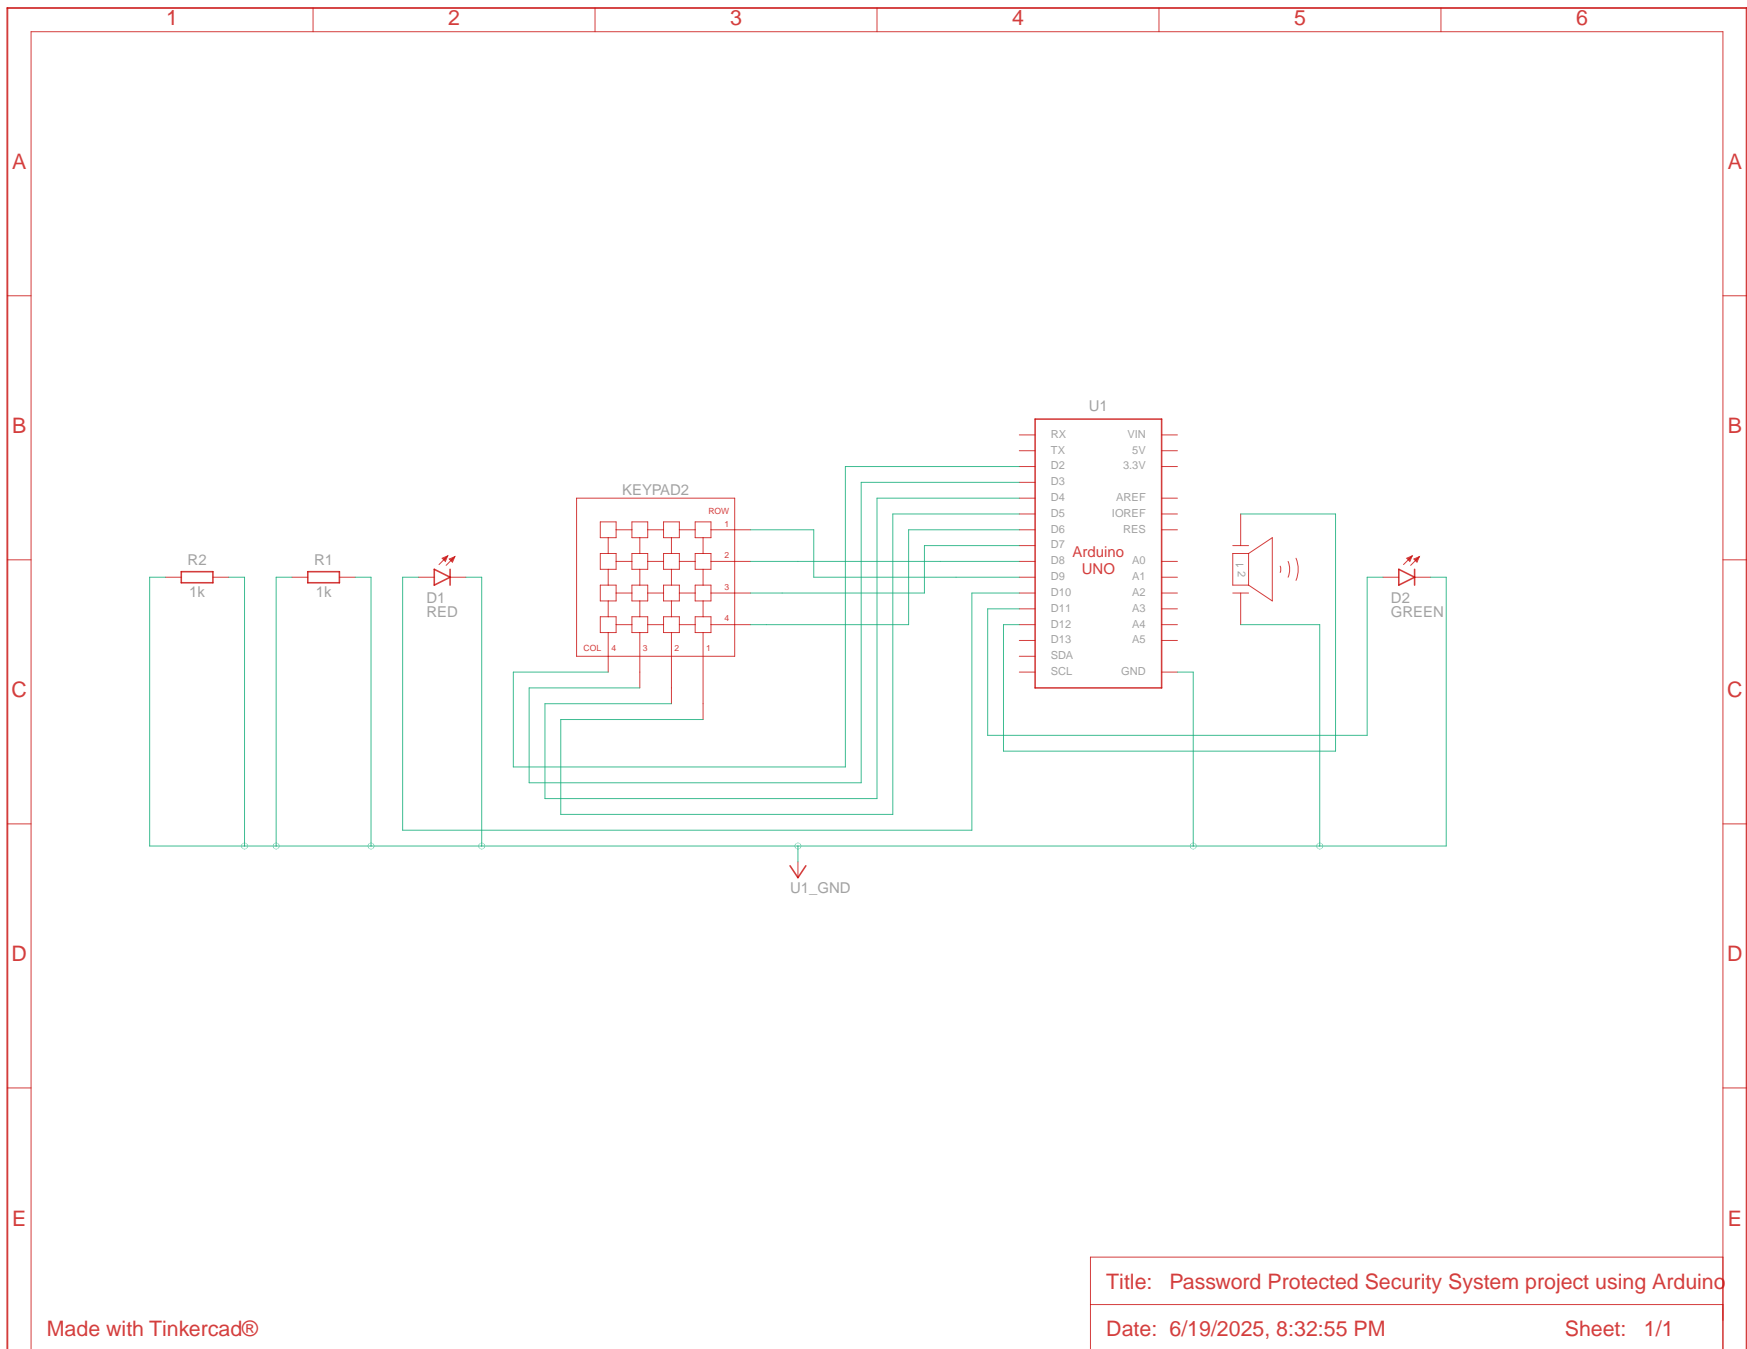 1 2 3 4 5 6
A A
B B
C C
D D
E E
U1
RX VIN
TX 5V
D2 3.3V
D3
D4 AREF
D5 IOREF
D6 RES
D7
Arduino
D8 A0
UNO
D9 A1
D10 A2
D11 A3
D12 A4
D13 A5
SDA
SCL GND
KEYPAD2
ROW
1
2
3
4
COL 4 3 2 1
R2
1k
R1
1k
D1
RED
1 2
D2
GREEN
U1_GND
Title: Password Protected Security System project using Arduino
Made with Tinkercad®
Date: 6/19/2025, 8:32:55 PM Sheet: 1/1